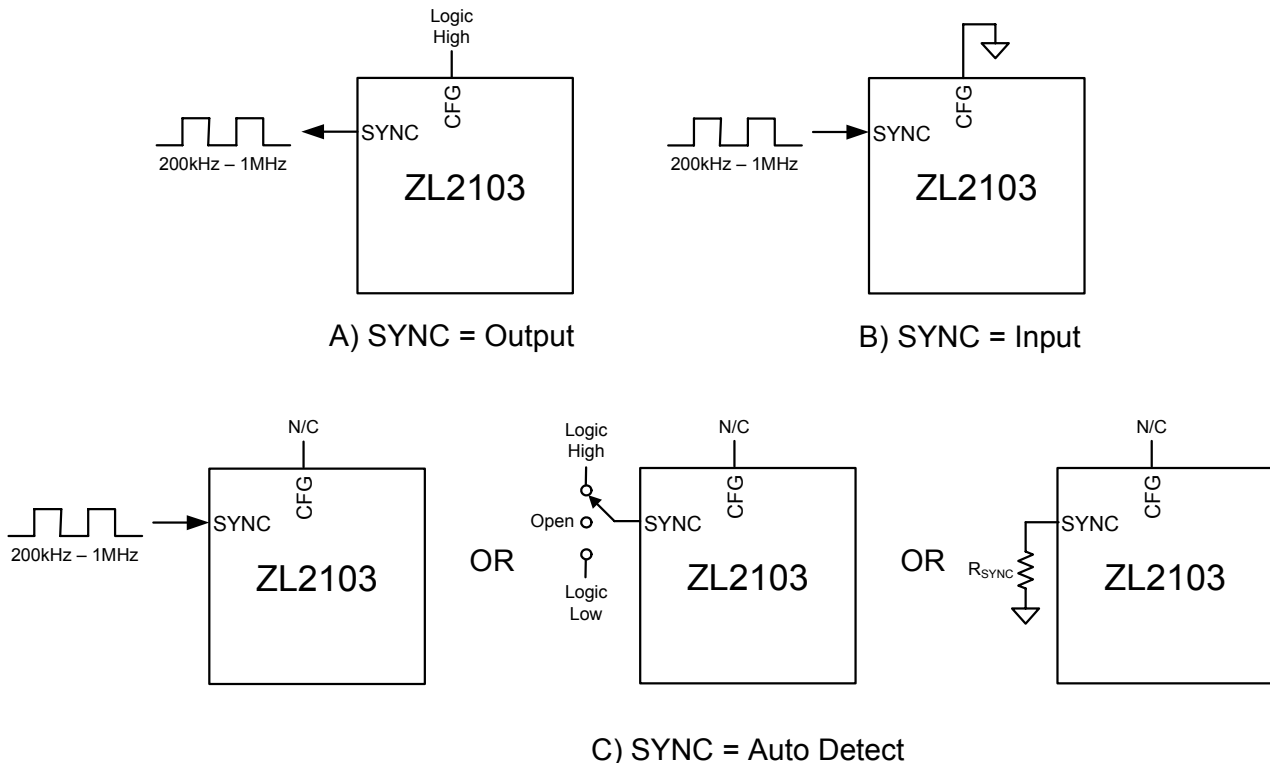 Logic
High
CFG
SYNC
200kHz – 1MHz
ZL2103
A) SYNC = Output
CFG
SYNC
200kHz – 1MHz
ZL2103
B) SYNC = Input
N/C
CFG
SYNC
200kHz – 1MHz
ZL2103
OR
Logic
High
Open
Logic
Low
N/C
CFG
SYNC
ZL2103
OR
RSYNC
N/C
CFG
SYNC
ZL2103
C) SYNC = Auto Detect